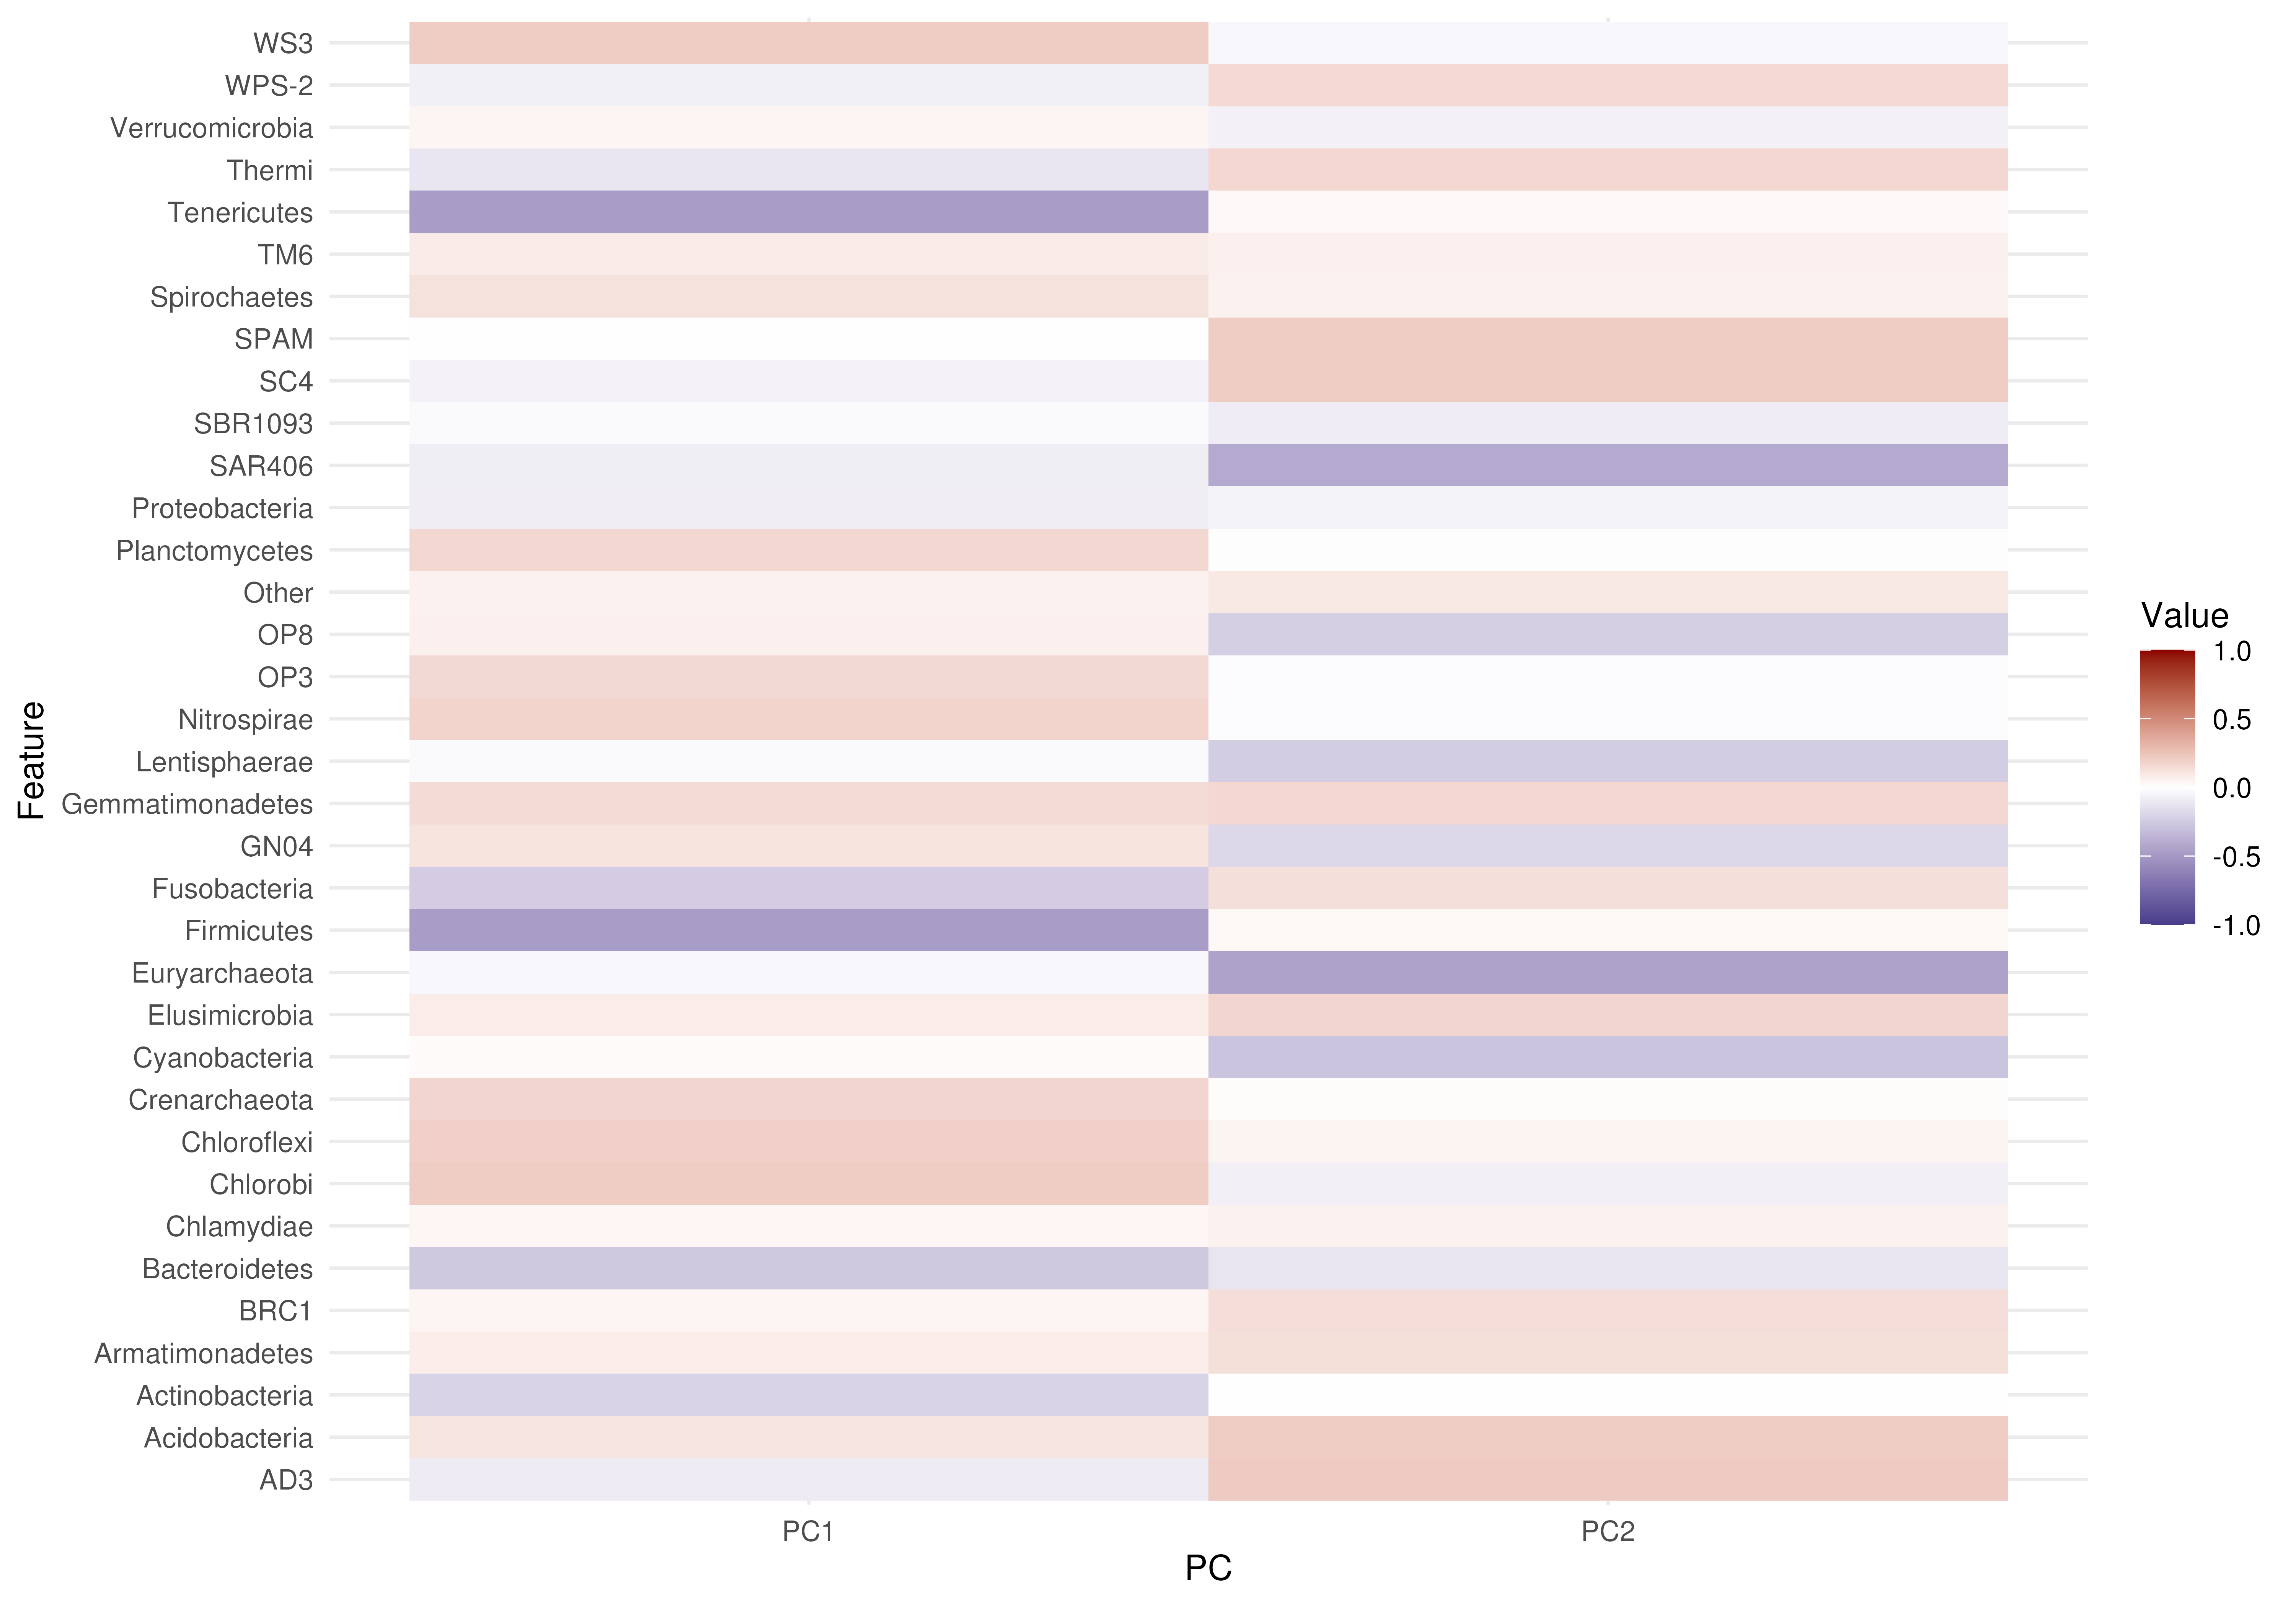 WS3
WPS-2
Verrucomicrobia
Thermi
Tenericutes
TM6
Spirochaetes
SPAM
SC4
SBR1093
SAR406
Proteobacteria
Planctomycetes
Other
OP8
OP3
Nitrospirae
Lentisphaerae
Gemmatimonadetes
GN04
Fusobacteria
Firmicutes
Euryarchaeota
Elusimicrobia
Cyanobacteria
Crenarchaeota
Chloroflexi
Chlorobi
Chlamydiae
Bacteroidetes
BRC1
Armatimonadetes
Actinobacteria
Acidobacteria
AD3
Feature
PC1 PC2
PC
Value
1.0
0.5
0.0
-0.5
-1.0